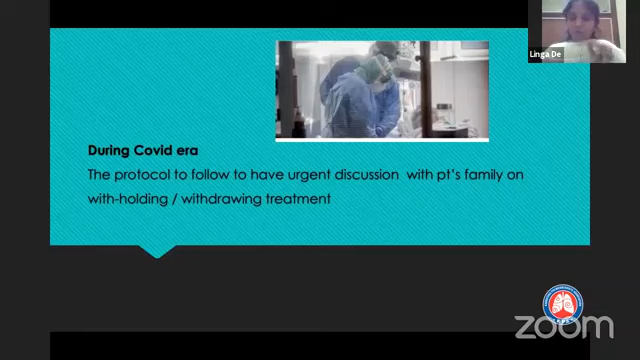 Linga De
During Covid era
The protocol to follow to have urgent discussion with pt's family on
with-holding / withdrawing treatment
zoom